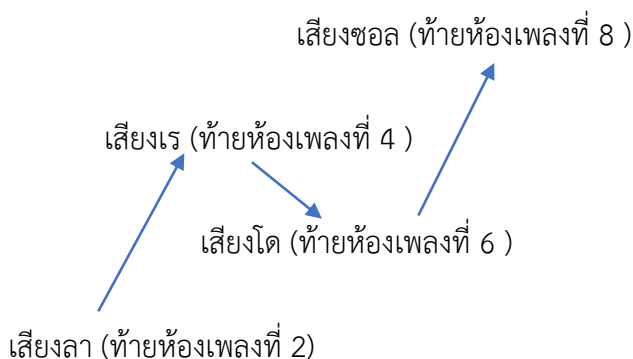 เสียงซอล (ท้ายห้องเพลงที่ 8 )
เสียงเร (ท้ายห้องเพลงที่ 4 )
เสียงโด (ท้ายห้องเพลงที่ 6 )
เสียงลา (ท้ายห้องเพลงที่ 2)